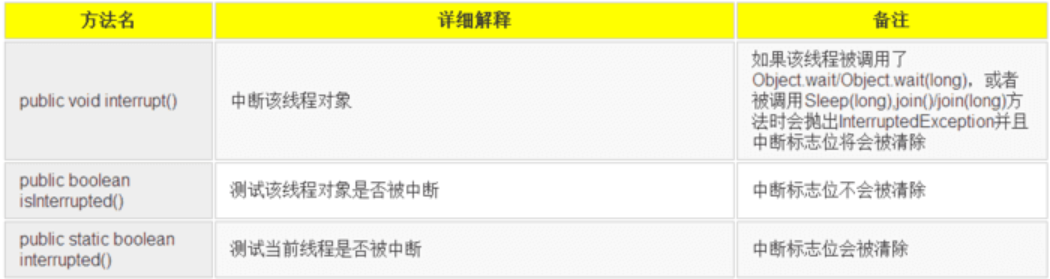 方法名
详细解释
备注
public void interrupt()
中断该线程对象
如果该线程被调用了
Object.wait/Object.wait(long)，或者
被调用Sleep(long),join()/join(long)方
法时会抛出InterruptedException并且
中断标志位将会被清除
public boolean
isInterrupted()
测试该线程对象是否被中断
中断标志位不会被清除
public static boolean
interrupted()
测试当前线程是否被中断
中断标志位会被清除